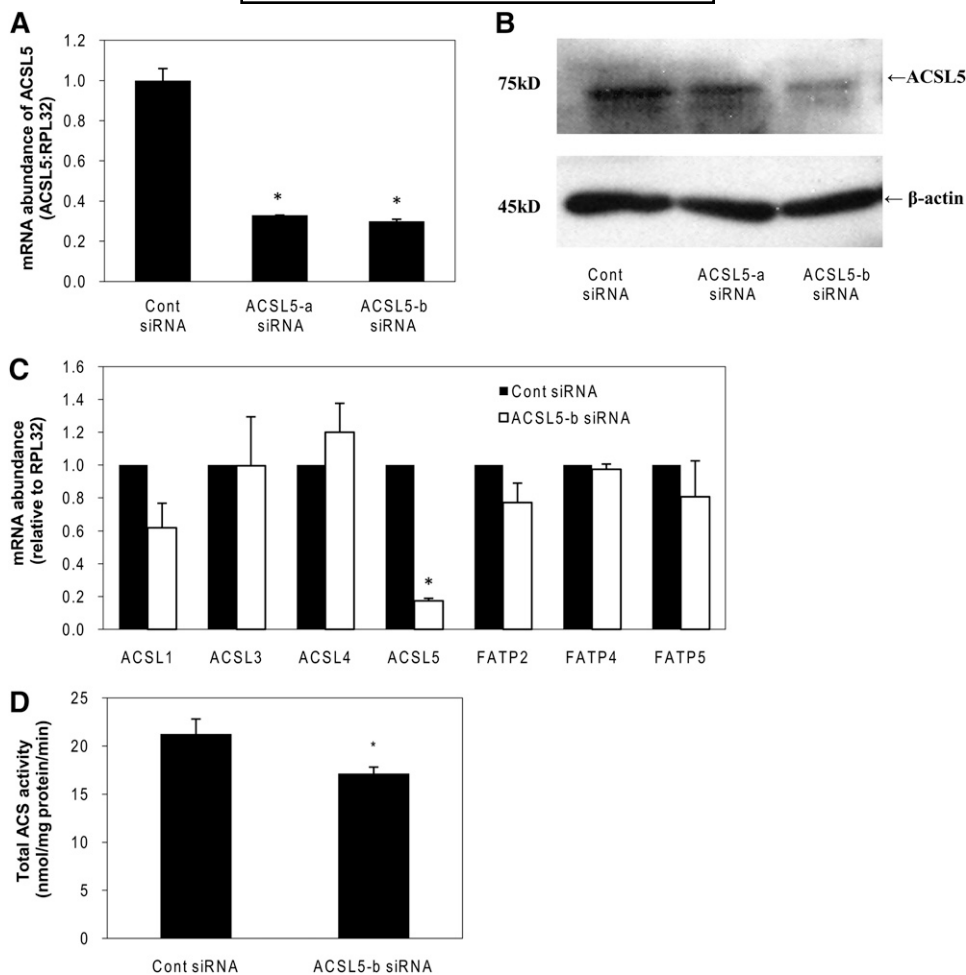 A
mRNA abundance of ACSL5
(ACSL5:RPL32)
1.2
1.0
0.8
0.6
0.4
0.2
0.0
*
*
Cont
siRNA
ACSL5-a
siRNA
ACSL5-b
siRNA
B
75kD
←ACSL5
45kD
← β-actin
Cont
siRNA
ACSL5-a
siRNA
ACSL5-b
siRNA
C
mRNA abundance
(relative to RPL32)
1.6
1.4
1.2
1.0
0.8
0.6
0.4
0.2
0.0
Cont siRNA
ACSL5-b siRNA
*
ACSL1 ACSL3 ACSL4 ACSL5 FATP2 FATP4 FATP5
D
Total ACS activity
(nmol/mg protein/min)
25
20
15
10
5
0
*
Cont siRNA ACSL5-b siRNA